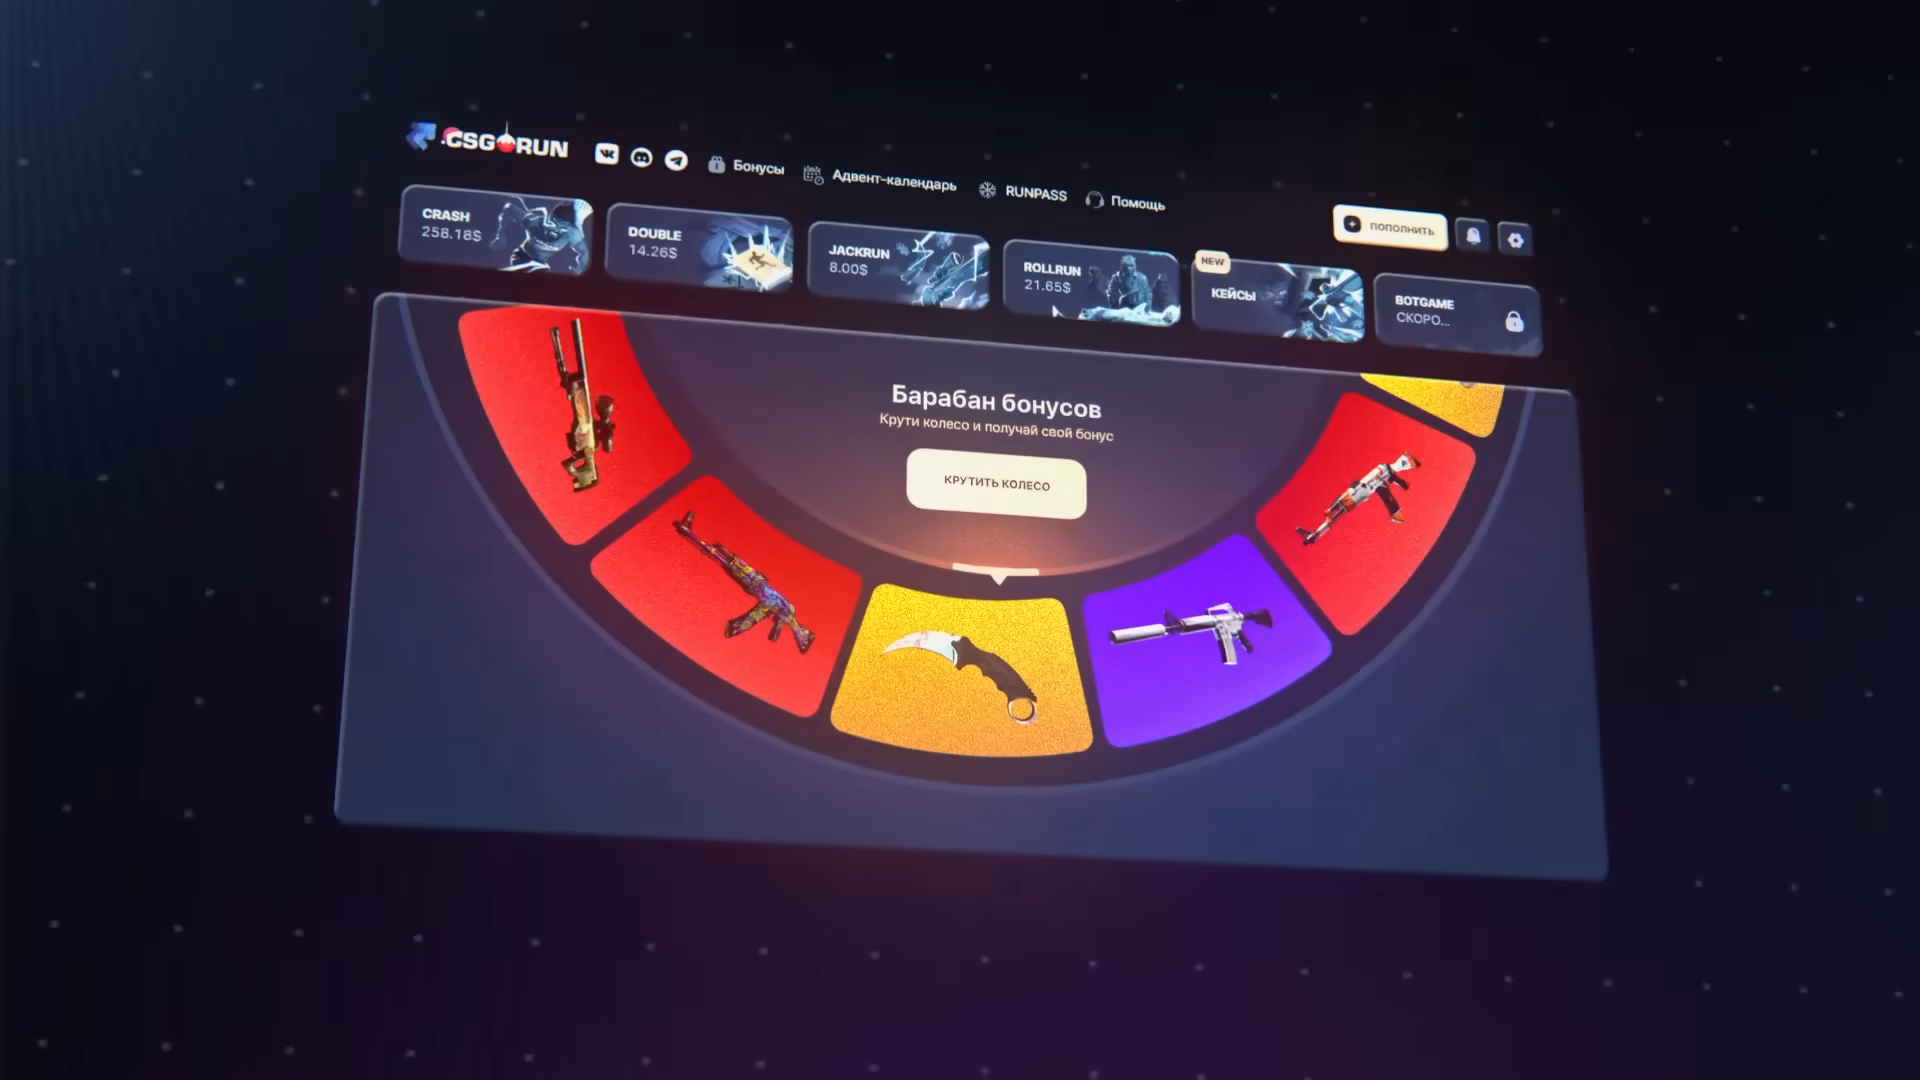 CSGORUN
Бонусы
Адвент-календарь
RUNPASS
Помощь
ПОПОЛНИТЬ
CRASH
258.18$
DOUBLE
14.26$
JACKRUN
8.00$
ROLLRUN
21.65$
NEW
КЕЙСЫ
BOTGAME
СКОРО...
Барабан бонусов
Крути колесо и получай свой бонус
КРУТИТЬ КОЛЕСО